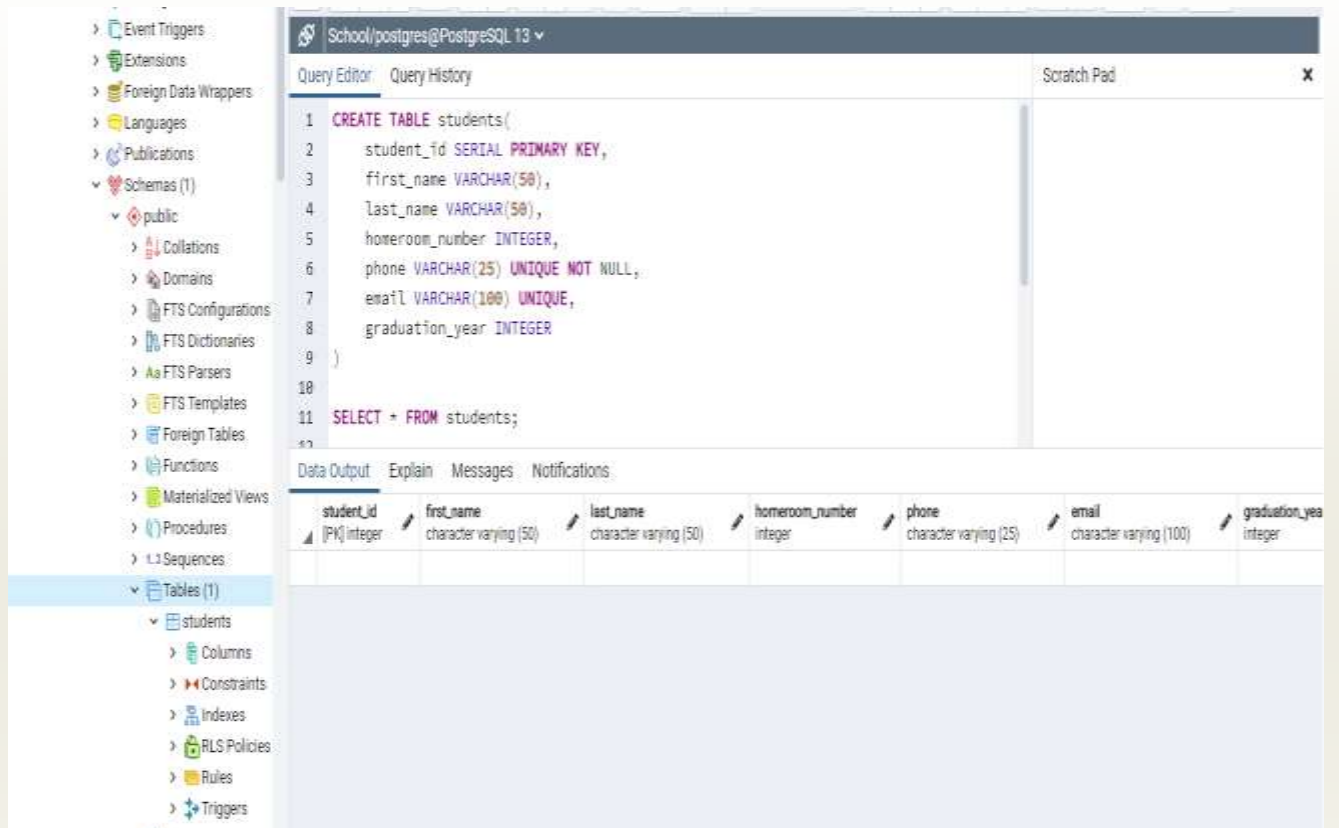 Event Triggers
Extensions
Foreign Data Wrappers
Languages
Publications
Schemas (1)
public
Collations
Domains
FTS Configurations
FTS Dictionaries
Aa FTS Parsers
FTS Templates
Foreign Tables
Functions
Materialized Views
Procedures
1..3 Sequences
Tables (1)
students
Columns
Constraints
Indexes
RLS Policies
Rules
Triggers
School/postgres@PostgreSQL 13
Query Editor Query History
Scratch Pad X
1 CREATE TABLE students(
2 student_id SERIAL PRIMARY KEY,
3 first_name VARCHAR(50),
4 last_name VARCHAR(50),
5 homeroom_number INTEGER,
6 phone VARCHAR(25) UNIQUE NOT NULL,
7 email VARCHAR(100) UNIQUE,
8 graduation_year INTEGER
9 )
10
11 SELECT * FROM students;
12
Data Output Explain Messages Notifications
student_id first_name last_name homeroom_number phone email graduation_yea
[PK] integer character varying (50) character varying (50) integer character varying (25) character varying (100) integer